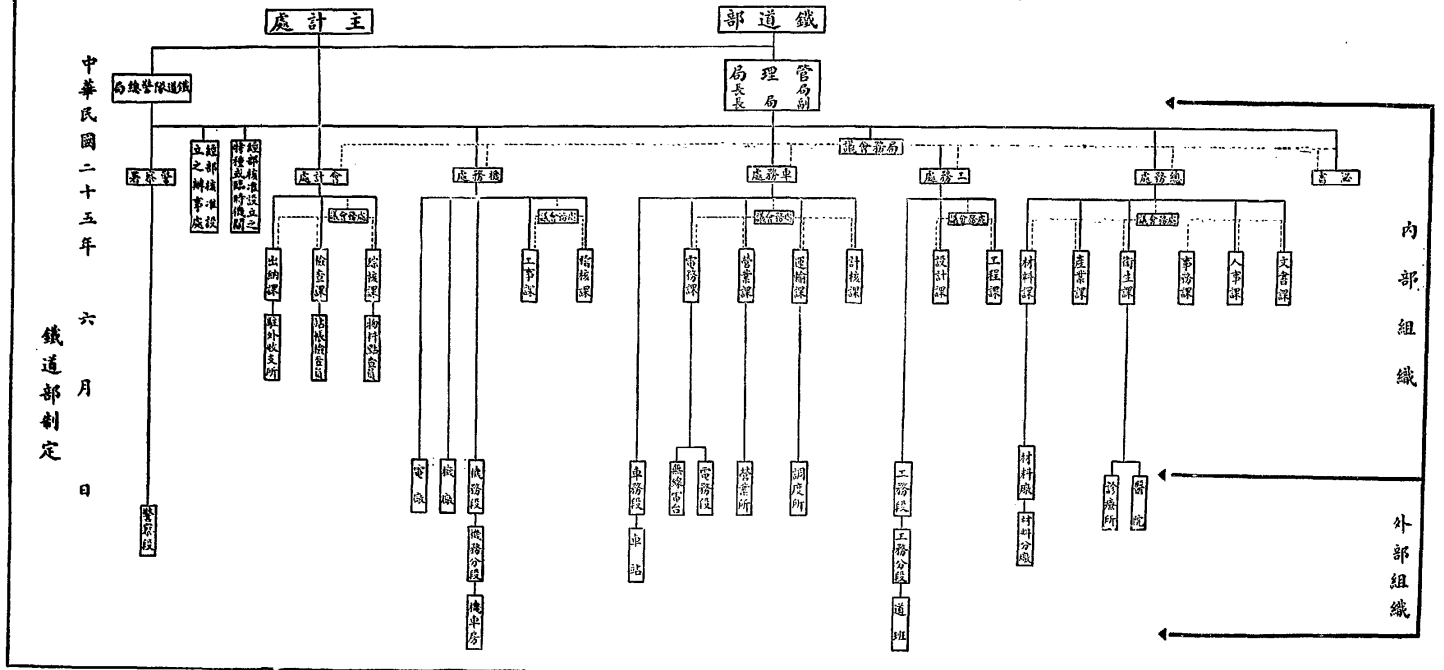 鐵道部
主計處
管理局
局長
副局長
鐵道隊警總局
局務會議
祕書
總務處
工務處
車務處
機務處
會計處
經部核准設立之特種或臨時機關
經部核准設立之辦事處
警察署
處務會議
處務會議
處務會議
處務會議
處務會議
文書課
人事課
事務課
衛生課
產業課
材料課
工程課
設計課
計核課
運輸課
營業課
電務課
稽核課
工事課
綜核課
檢查課
出納課
物料點查員
站帳檢查員
駐外收支所
醫院
診療所
材料廠
材料分廠
工務段
工務分段
道班
調度所
營業所
電務段
無線電台
車務段
車站
機務段
機務分段
機車房
機廠
電廠
警察段
內部組織
外部組織
中華民國二十五年 六 月 日
鐵道部制定